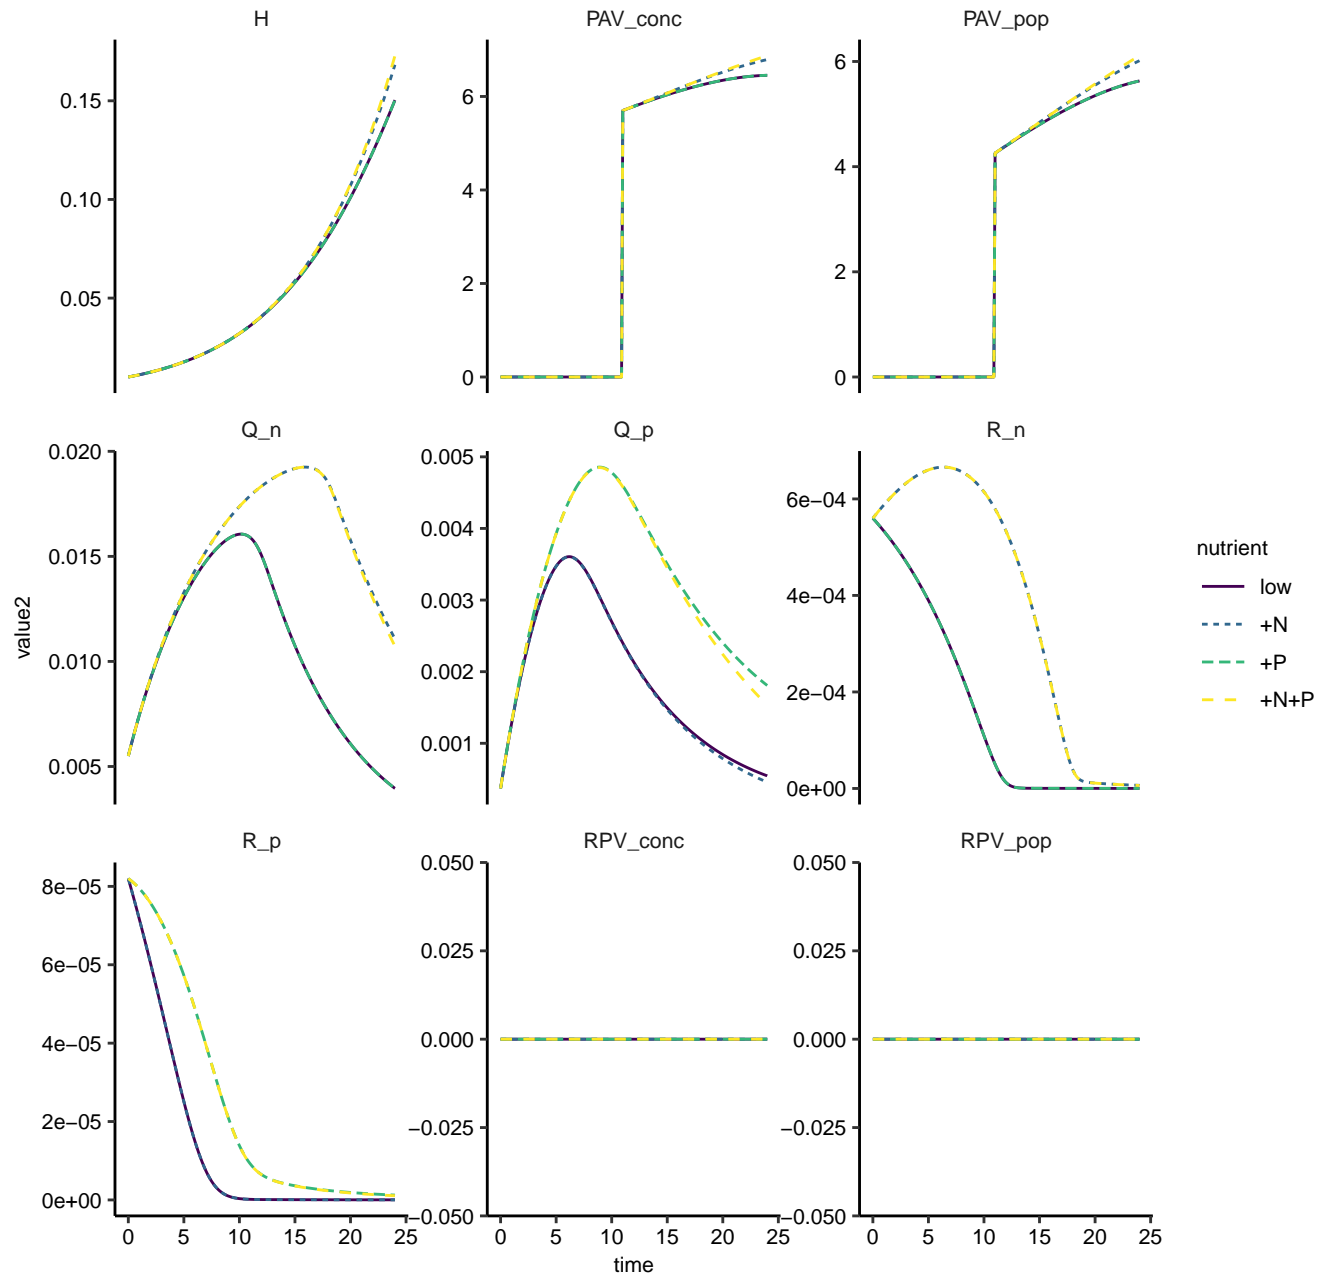 H PAV_conc PAV_pop
0.15
0.10
0.05
6
4
2
0
6
4
2
0
Q_n Q_p R_n
0.020
0.015
0.010
0.005
0.005
0.004
0.003
0.002
0.001
6e−04
4e−04
2e−04
0e+00
R_p RPV_conc RPV_pop
8e−05
6e−05
4e−05
2e−05
0e+00
0.050
0.025
0.000
−0.025
−0.050
0.050
0.025
0.000
−0.025
−0.050
0 5 10 15 20 25
0 5 10 15 20 25
0 5 10 15 20 25
time
value2
nutrient
low
+N
+P
+N+P